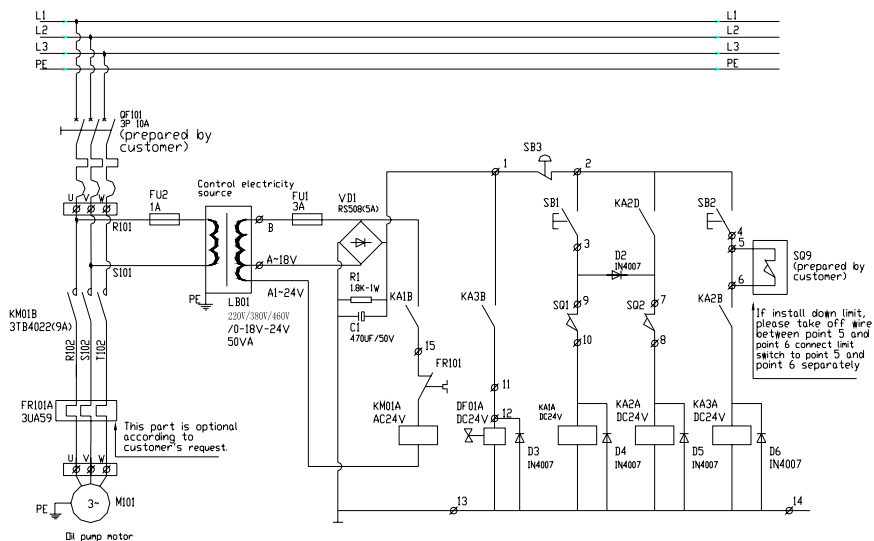 L1
L2
L3
PE
L1
L2
L3
PE
QF101
3P 10A
(prepared by
customer)
U V W
R101
S101
FU2
1A
Control electricity
source
FU1
3A
VD1
RS508(5A)
B
A~18V
A1~24V
PE
LB01
220V/380V/460V
/0-18V-24V
50VA
R1
1.8K-1W
C1
470UF/50V
KM01B
3TB4022(9A)
R102
S102
T102
FR101A
3UA59
This part is optional
according to
customer's request.
U V W
3~
M101
PE
Oil pump motor
KA1B
15
FR101
KM01A
AC24V
1
SB3
2
KA3B
11
12
DF01A
DC24V
D3
IN4007
SB1
3
D2
IN4007
SQ1
9
10
KA1A
DC24V
D4
IN4007
KA2D
SQ2
7
8
KA2A
DC24V
D5
IN4007
SB2
4
5
6
KA2B
SQ9
(prepared by
customer)
If install down limit,
please take off wire
between point 5 and
point 6 connect limit
switch to point 5 and
point 6 separately
KA3A
DC24V
D6
IN4007
13
14